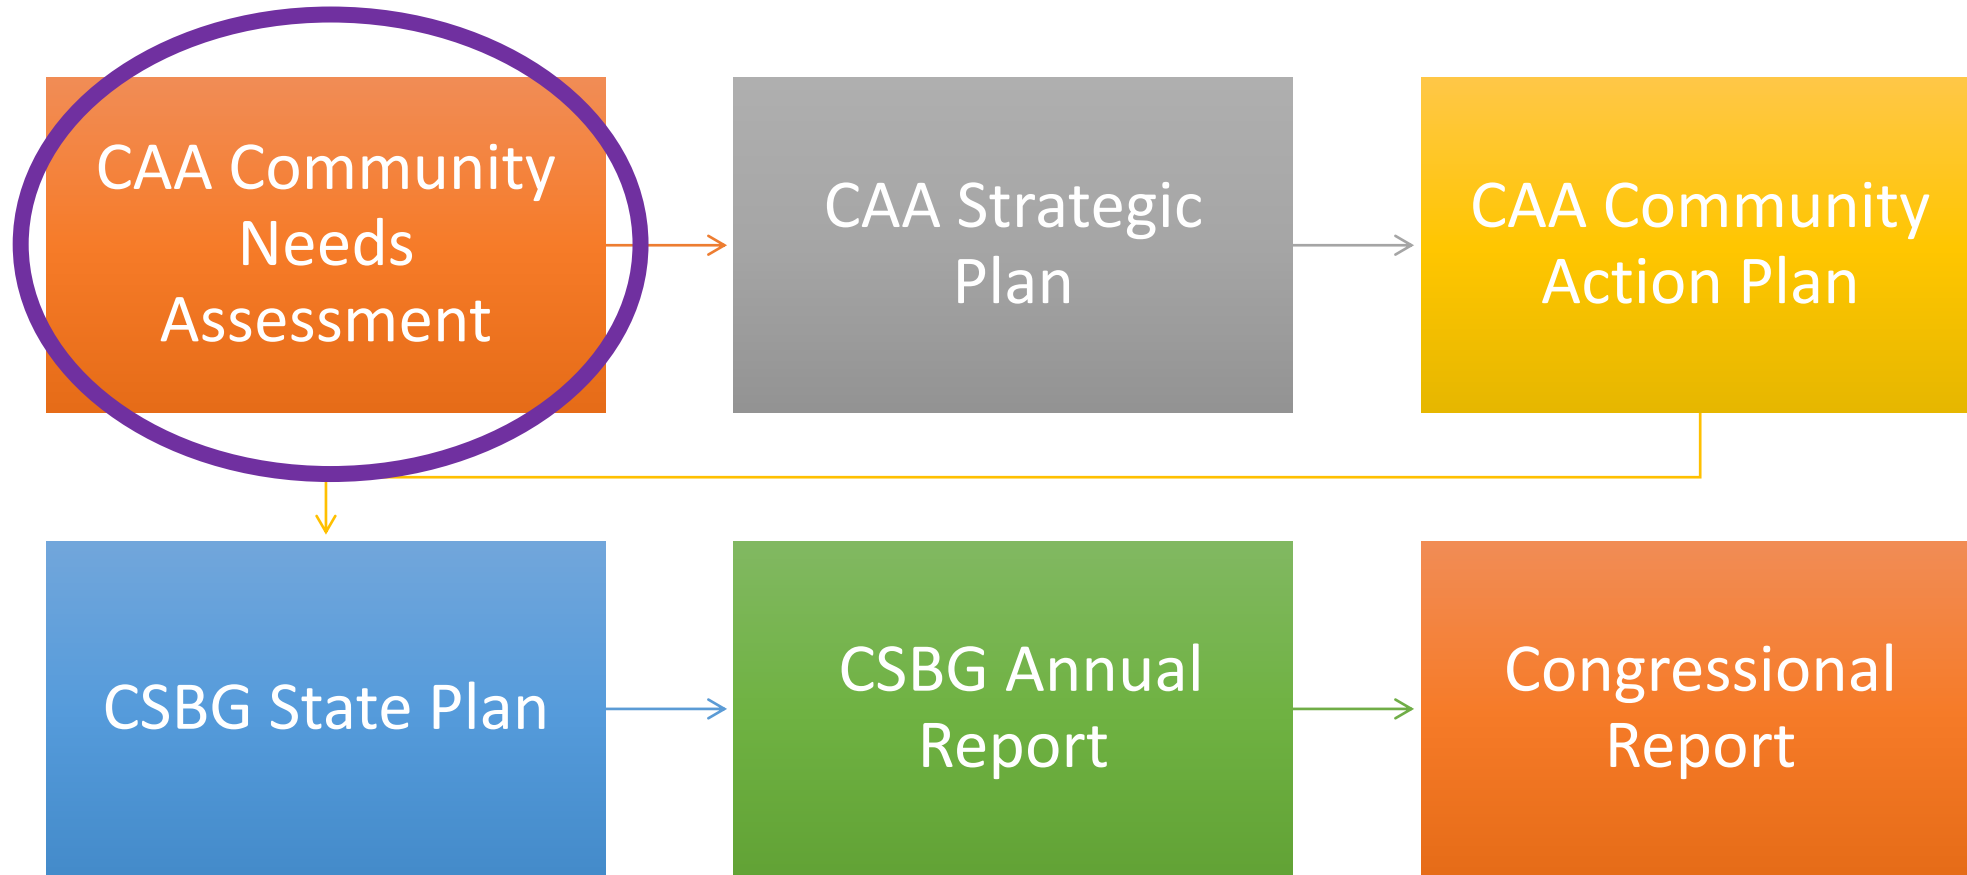 CAA Community
Needs
Assessment
CAA Strategic
Plan
CAA Community
Action Plan
CSBG State Plan
CSBG Annual
Report
Congressional
Report